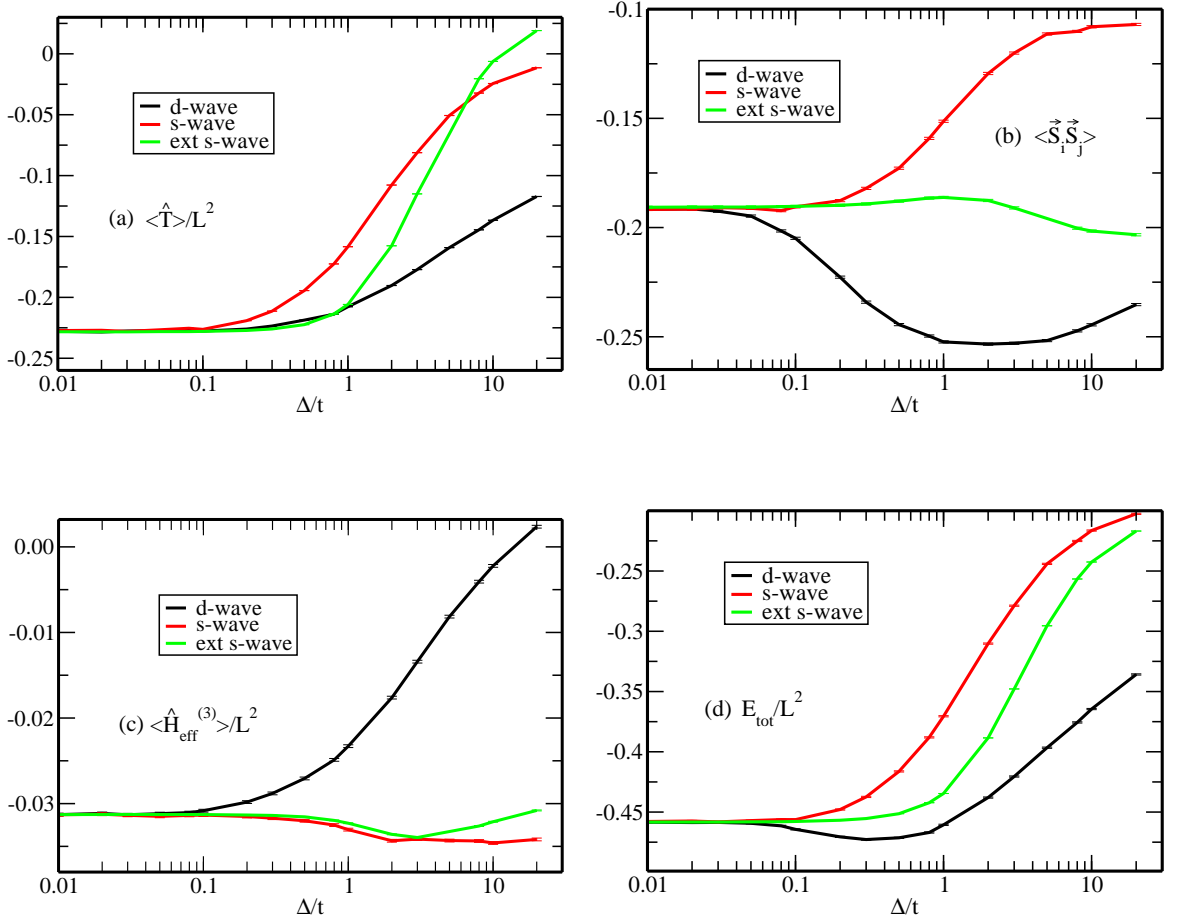 0
-0.05
-0.1
-0.15
-0.2
-0.25
d-wave
s-wave
ext s-wave
(a) <T̂>/L²
0.01 0.1 1 10
Δ/t
-0.1
-0.15
-0.2
-0.25
d-wave
s-wave
ext s-wave
(b) <S⃗ᵢS⃗ⱼ>
0.01 0.1 1 10
Δ/t
0.00
-0.01
-0.02
-0.03
d-wave
s-wave
ext s-wave
(c) <Ĥ_eff^(3)>/L²
0.01 0.1 1 10
Δ/t
-0.25
-0.3
-0.35
-0.4
-0.45
d-wave
s-wave
ext s-wave
(d) E_tot/L²
0.01 0.1 1 10
Δ/t